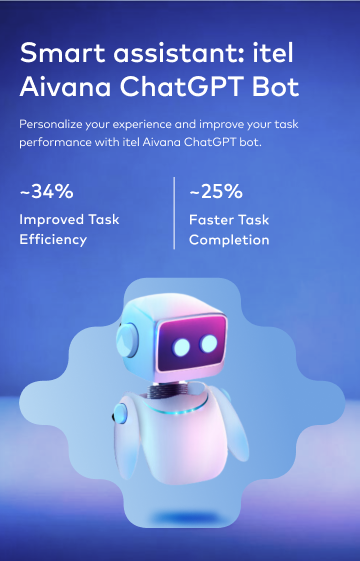 Smart assistant: itel
Aivana ChatGPT Bot
Personalize your experience and improve your task
performance with itel Aivana ChatGPT bot.
~34%
Improved Task
Efficiency
~25%
Faster Task
Completion